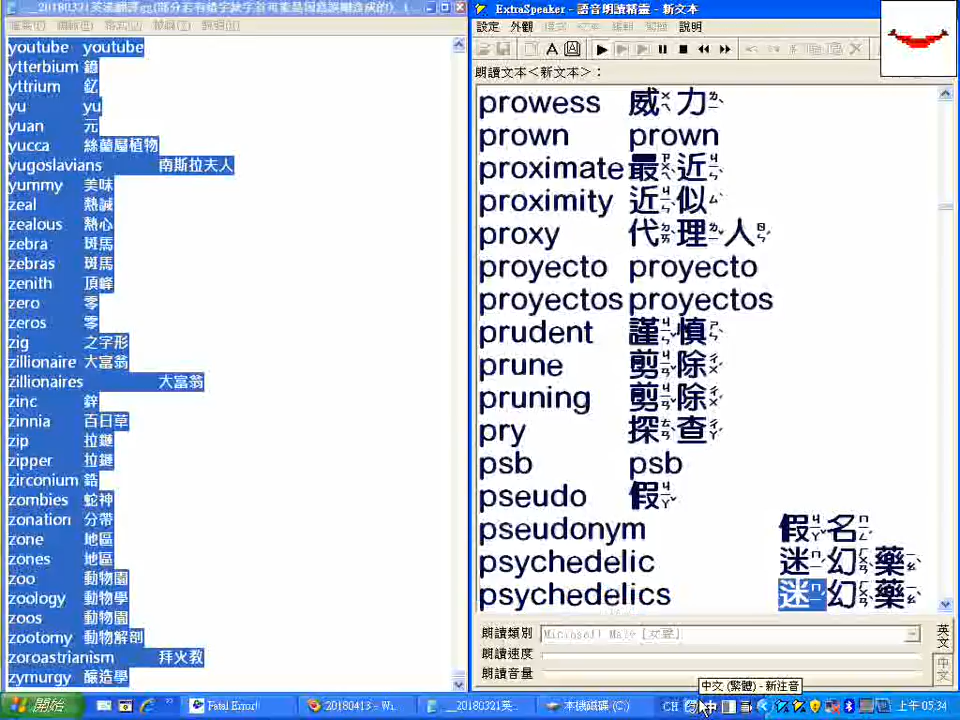 ExtraSpeaker - 語音朗讀精靈 - 新文本
設定 外觀 說明
朗讀文本<新文本>：
youtube youtube
ytterbium 鐿
yttrium 釔
yu yu
yuan 元
yucca 絲蘭屬植物
yugoslavians 南斯拉夫人
yummy 美味
zeal 熱誠
zealous 熱心
zebra 斑馬
zebras 斑馬
zenith 頂峰
zero 零
zeros 零
zig 之字形
zillionaire 大富翁
zillionaires 大富翁
zinc 鋅
zinnia 百日草
zip 拉鏈
zipper 拉鏈
zirconium 鋯
zombies 蛇神
zonation 分帶
zone 地區
zones 地區
zoo 動物園
zoology 動物學
zoos 動物園
zootomy 動物解剖
zoroastrianism 拜火教
zymurgy 釀造學
prowess 威力
prown prown
proximate 最近
proximity 近似
proxy 代理人
proyecto proyecto
proyectos proyectos
prudent 謹慎
prune 剪除
pruning 剪除
pry 探查
psb psb
pseudo 假
pseudonym 假名
psychedelic 迷幻藥
psychedelics 迷幻藥
朗讀類別
朗讀速度
朗讀音量
英文
中文
中文 (繁體) - 新注音
開始
Fatal Error!
20180413 - Wi...
__20180321英...
本機磁碟 (C:)
CH
上午 05:34